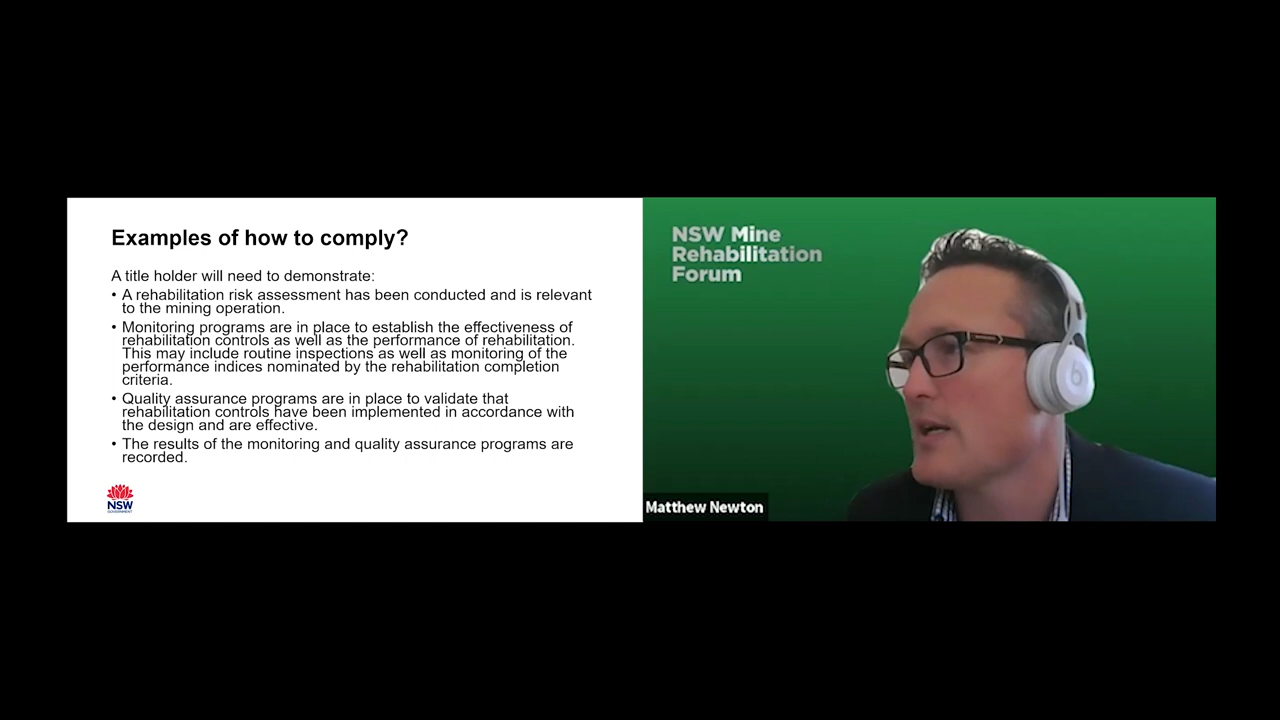 Examples of how to comply?
A title holder will need to demonstrate:
• A rehabilitation risk assessment has been conducted and is relevant
to the mining operation.
• Monitoring programs are in place to establish the effectiveness of
rehabilitation controls as well as the performance of rehabilitation.
This may include routine inspections as well as monitoring of the
performance indices nominated by the rehabilitation completion
criteria.
• Quality assurance programs are in place to validate that
rehabilitation controls have been implemented in accordance with
the design and are effective.
• The results of the monitoring and quality assurance programs are
recorded.
NSW
GOVERNMENT
NSW Mine
Rehabilitation
Forum
Matthew Newton